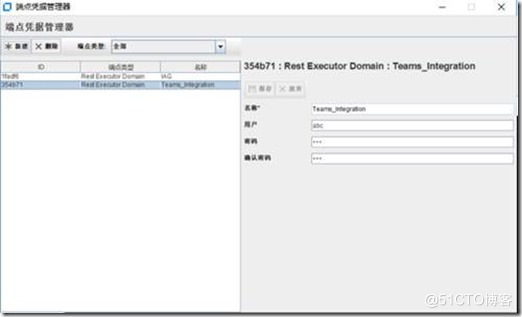 端点凭据管理器
端点凭据管理器
新建 删除 端点类型: 全部
ID 端点类型 名称
1fadf6 Rest Executor Domain IAG
354b71 Rest Executor Domain Teams_Integration
354b71 : Rest Executor Domain : Teams_Integration
保存 放弃
名称* Teams_Integration
用户 abc
密码 ***
确认密码 ***
@51CTO博客